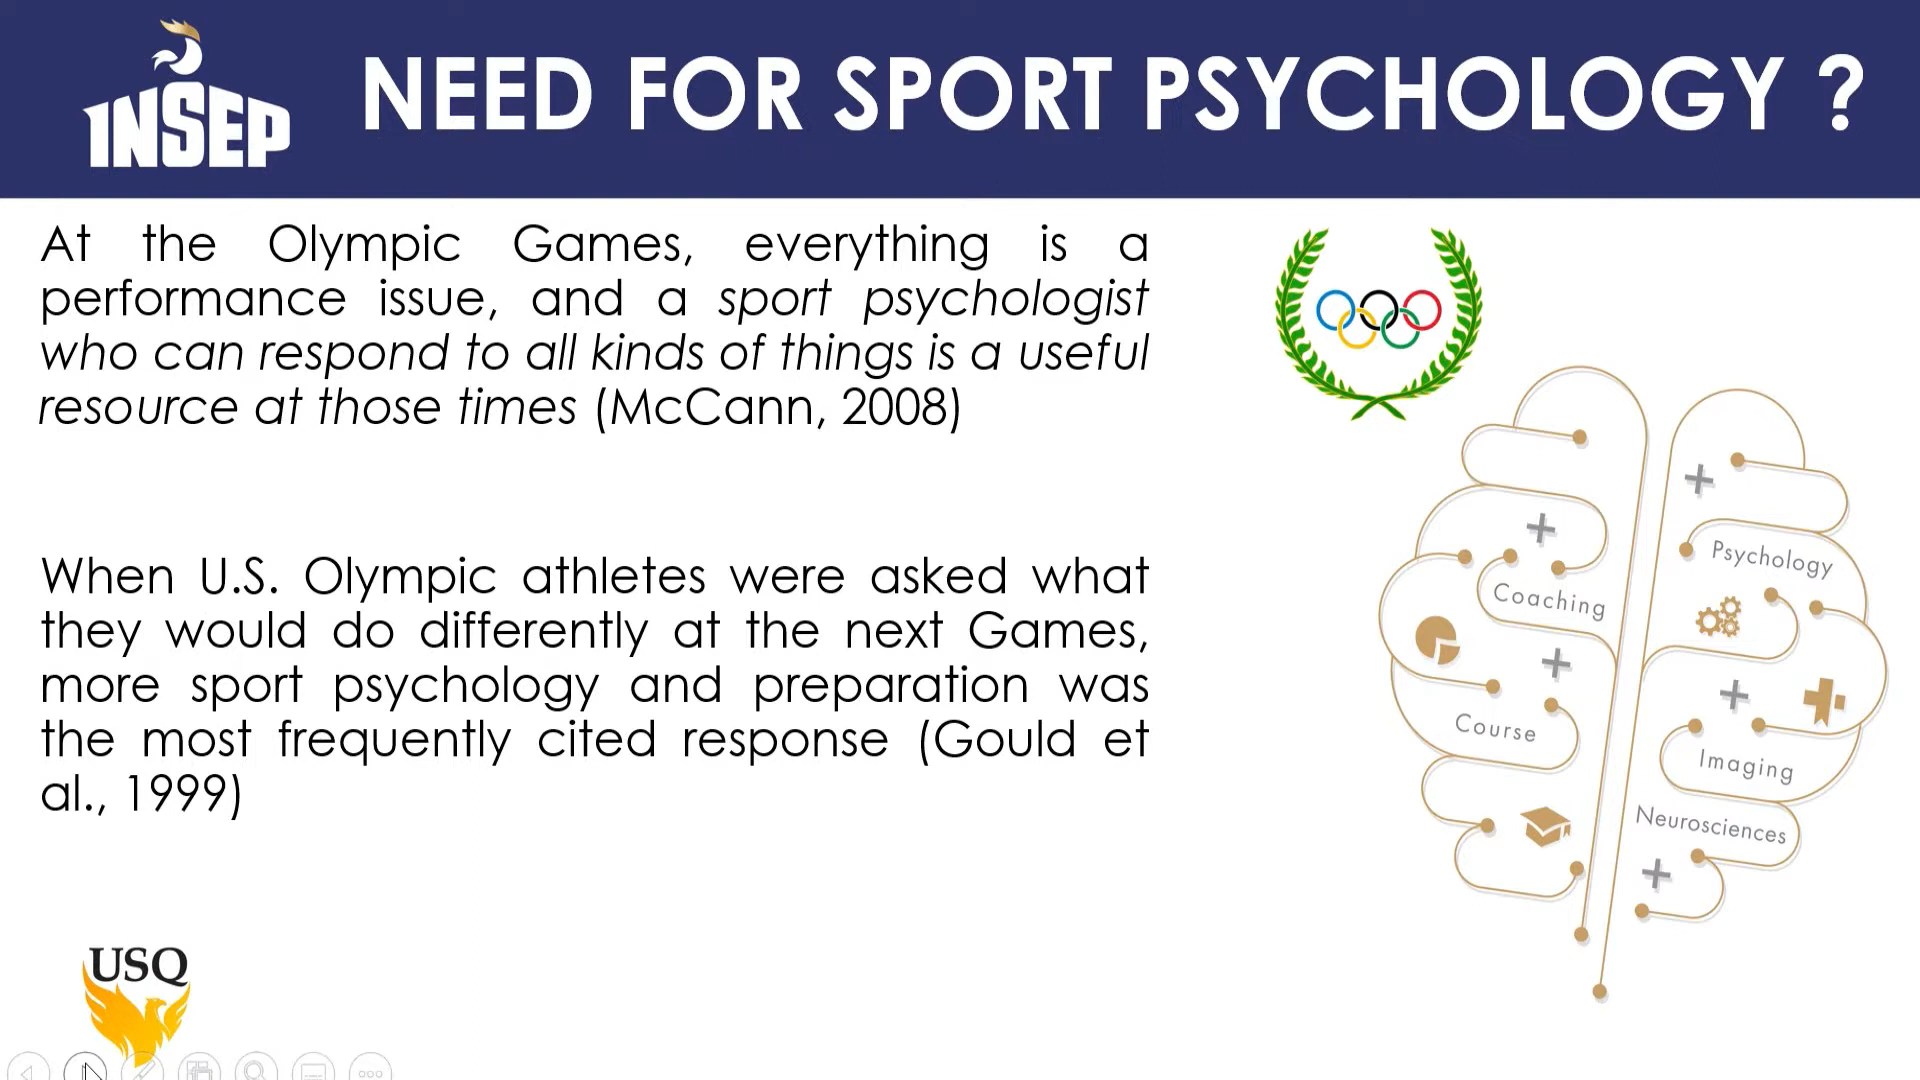 INSEP
NEED FOR SPORT PSYCHOLOGY ?
At the Olympic Games, everything is a
performance issue, and a sport psychologist
who can respond to all kinds of things is a useful
resource at those times (McCann, 2008)
When U.S. Olympic athletes were asked what
they would do differently at the next Games,
more sport psychology and preparation was
the most frequently cited response (Gould et
al., 1999)
Psychology
Coaching
Course
Imaging
Neurosciences
USQ